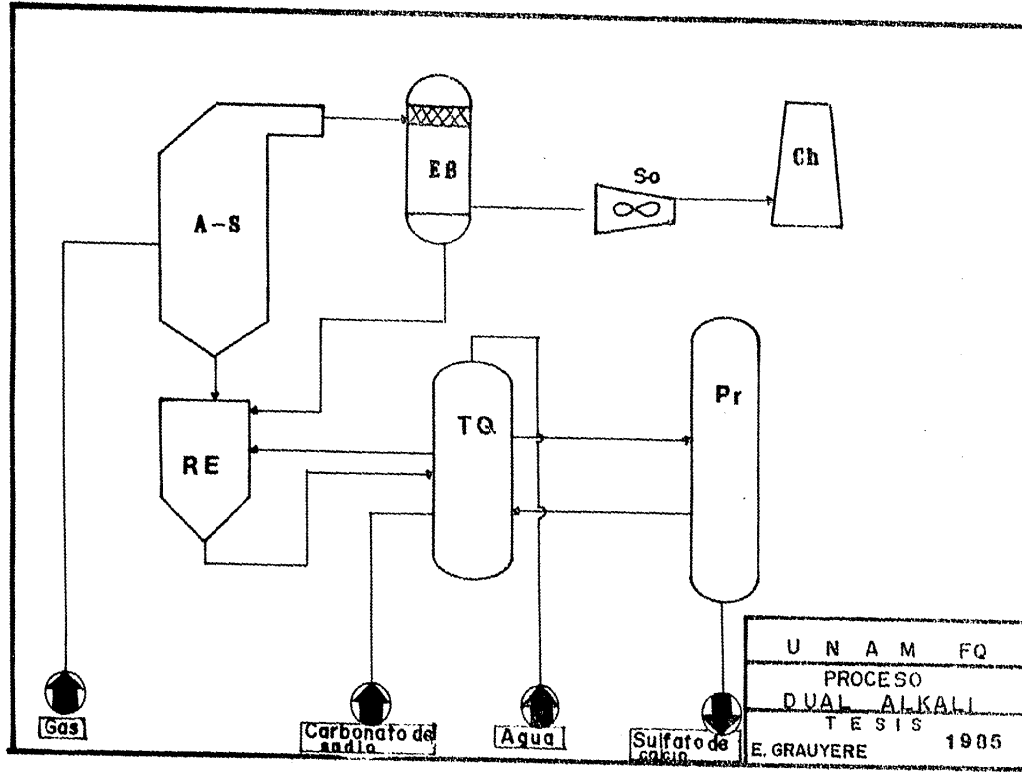 A-S
EB
So
Ch
RE
TQ
Pr
Gas
Carbonato de
sodio
Agua
Sulfato de
calcio
U N A M FQ
PROCESO
DUAL ALKALI
TESIS
E. GRAUYERE 1985